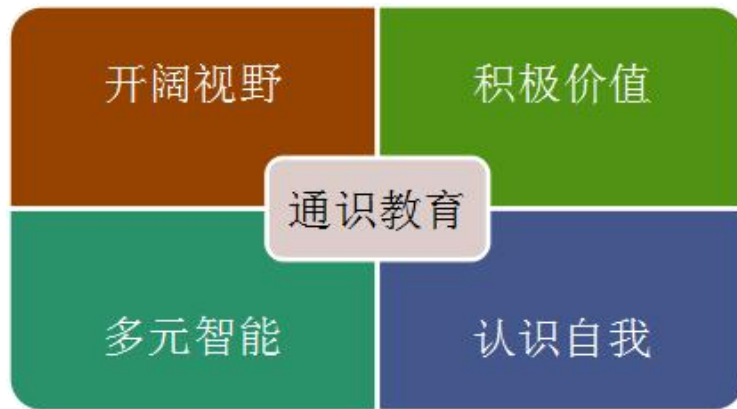 开阔视野
积极价值
通识教育
多元智能
认识自我